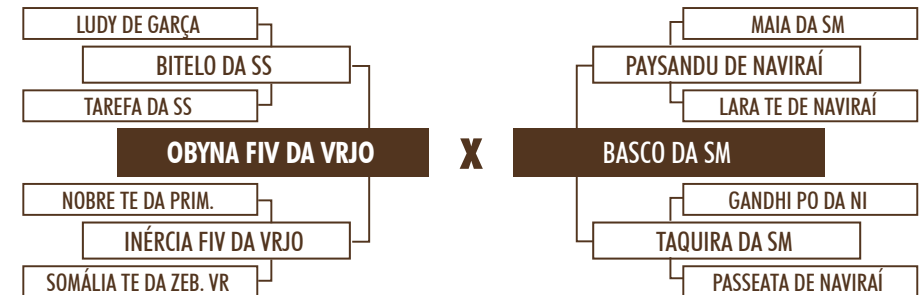 LUDY DE GARÇA
MAIA DA SM
BITELO DA SS
PAYSANDU DE NAVIRAÍ
TAREFA DA SS
LARA TE DE NAVIRAÍ
OBYNA FIV DA VRJO X BASCO DA SM
NOBRE TE DA PRIM.
GANDHI PO DA NI
INÉRCIA FIV DA VRJO
TAQUIRA DA SM
SOMÁLIA TE DA ZEB. VR
PASSEATA DE NAVIRAÍ